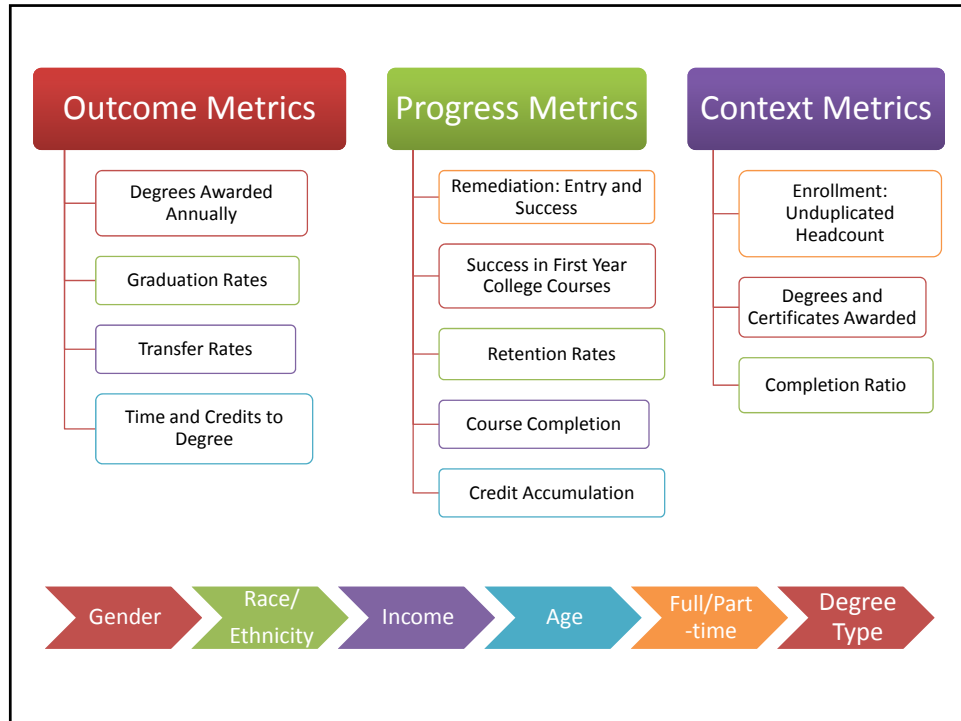 Outcome Metrics
Degrees Awarded
Annually
Graduation Rates
Transfer Rates
Time and Credits to
Degree
Progress Metrics
Remediation: Entry and
Success
Success in First Year
College Courses
Retention Rates
Course Completion
Credit Accumulation
Context Metrics
Enrollment:
Unduplicated
Headcount
Degrees and
Certificates Awarded
Completion Ratio
Gender
Race/
Ethnicity
Income
Age
Full/Part
-time
Degree
Type